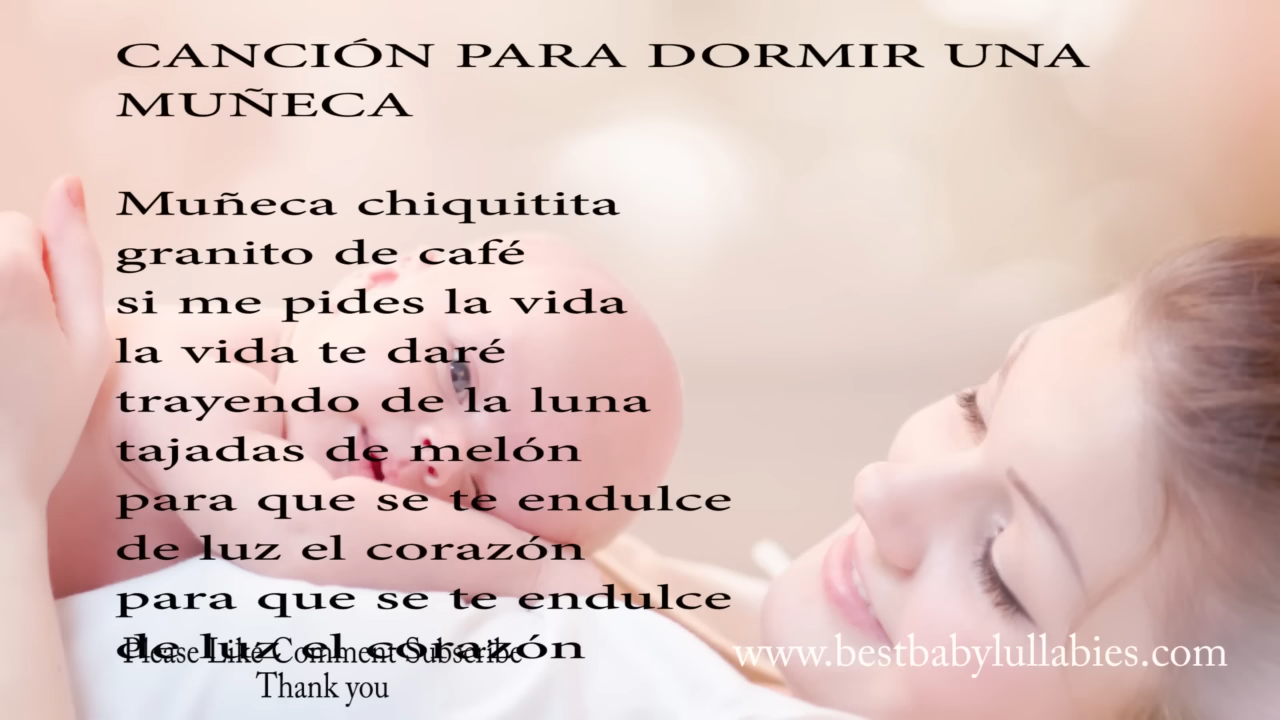 CANCIÓN PARA DORMIR UNA
MUÑECA
Muñeca chiquitita
granito de café
si me pides la vida
la vida te daré
trayendo de la luna
tajadas de melón
para que se te endulce
de luz el corazón
para que se te endulce
de luz el corazón
Please Like Comment Subscribe
Thank you
www.bestbabylullabies.com